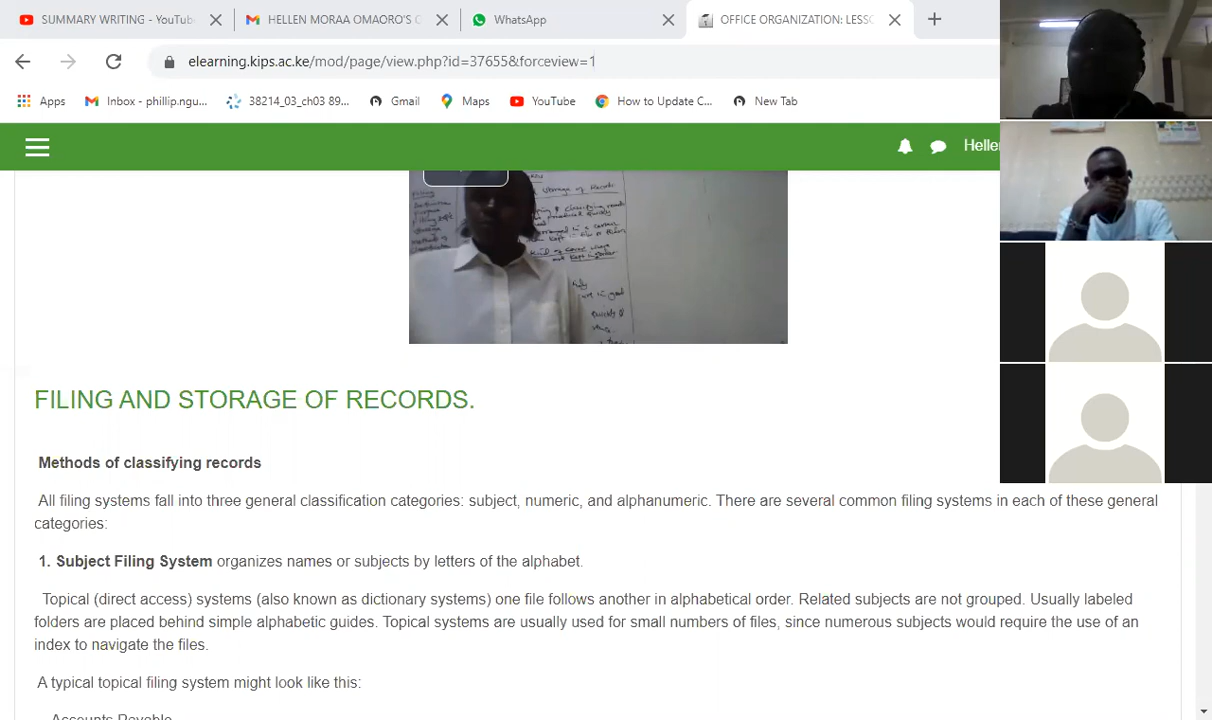 SUMMARY WRITING - YouTub
HELLEN MORAA OMAORO'S C
WhatsApp
OFFICE ORGANIZATION: LESSO
elearning.kips.ac.ke/mod/page/view.php?id=37655&forceview=1
Apps
Inbox - phillip.ngu...
38214_03_ch03 89...
Gmail
Maps
YouTube
How to Update C...
New Tab
Heller
FILING AND STORAGE OF RECORDS.
Methods of classifying records
All filing systems fall into three general classification categories: subject, numeric, and alphanumeric. There are several common filing systems in each of these general
categories:
1. Subject Filing System organizes names or subjects by letters of the alphabet.
Topical (direct access) systems (also known as dictionary systems) one file follows another in alphabetical order. Related subjects are not grouped. Usually labeled
folders are placed behind simple alphabetic guides. Topical systems are usually used for small numbers of files, since numerous subjects would require the use of an
index to navigate the files.
A typical topical filing system might look like this:
Accounts Payable